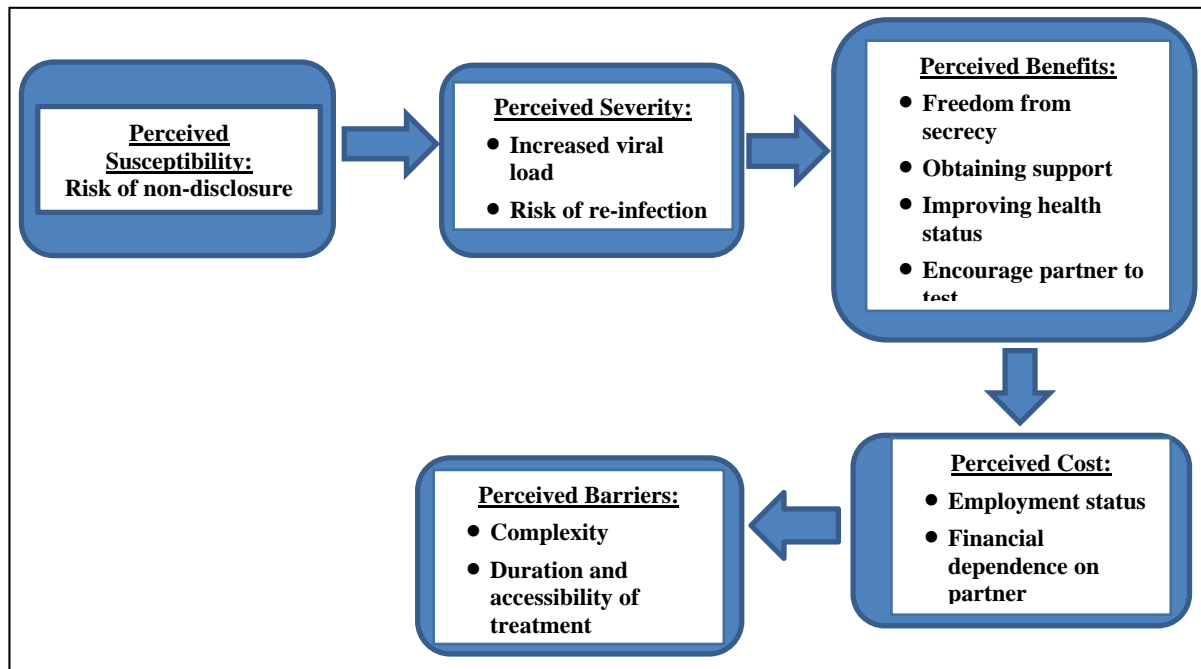 Perceived
Susceptibility:
Risk of non-disclosure
Perceived Severity:
• Increased viral
load
• Risk of re-infection
Perceived Benefits:
• Freedom from
secrecy
• Obtaining support
• Improving health
status
• Encourage partner to
test
Perceived Cost:
• Employment status
• Financial
dependence on
partner
Perceived Barriers:
• Complexity
• Duration and
accessibility of
treatment